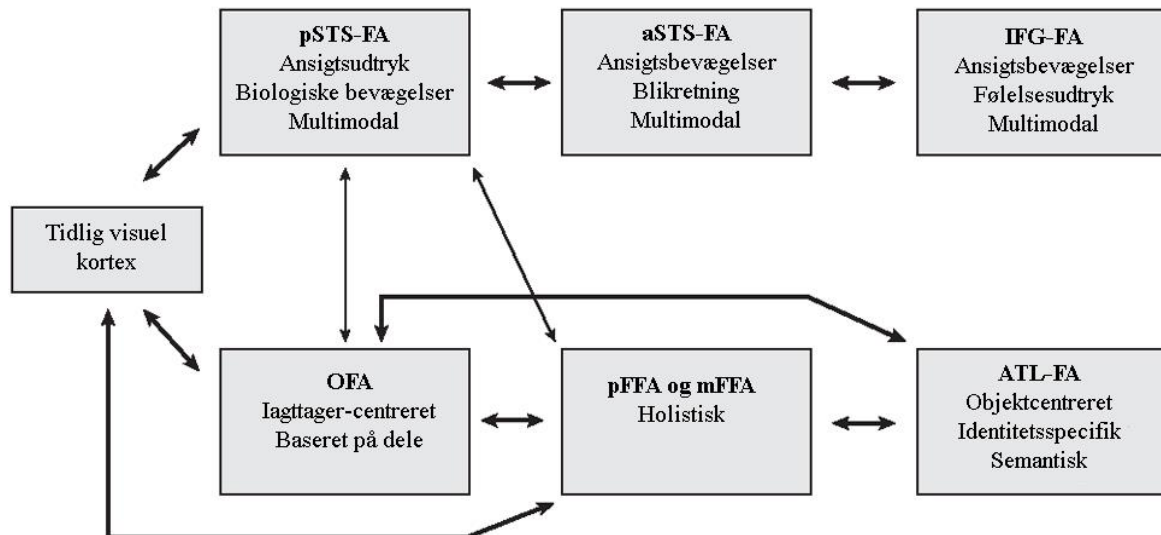 pSTS-FA
Ansigtsudtryk
Biologiske bevægelser
Multimodal
aSTS-FA
Ansigtsbevægelser
Blikretning
Multimodal
IFG-FA
Ansigtsbevægelser
Følelsesudtryk
Multimodal
Tidlig visuel
kortex
OFA
Iagttager-centreret
Baseret på dele
pFFA og mFFA
Holistisk
ATL-FA
Objektcentreret
Identitetsspecifik
Semantisk